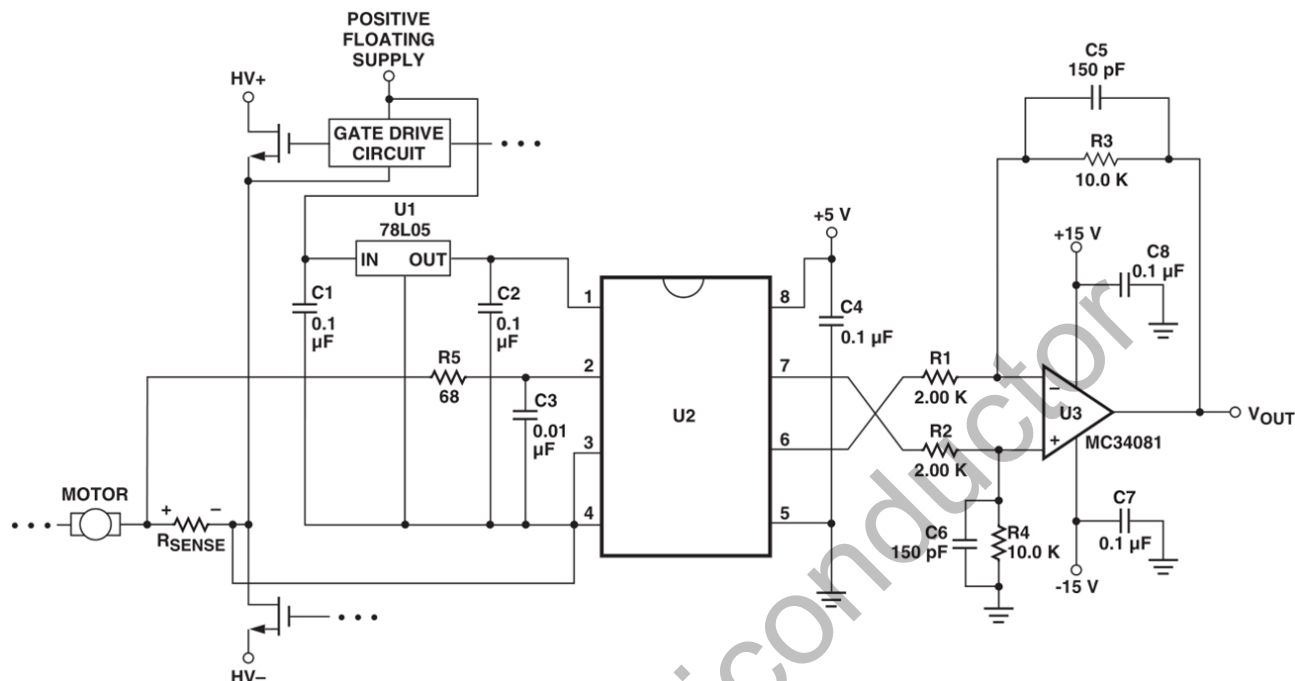 POSITIVE
FLOATING
SUPPLY
HV+
GATE DRIVE
CIRCUIT
• • •
C5
150 pF
R3
10.0 K
U1
78L05
IN OUT
+5 V
+15 V
C8
0.1 µF
C1
0.1
µF
C2
0.1
µF
1
8
C4
0.1 µF
R5
68
2
7
R1
2.00 K
C3
0.01
µF
U2
–
U3
+
MC34081
VOUT
3
6
R2
2.00 K
MOTOR
• • •
+ –
RSENSE
4
5
C6
150 pF
R4
10.0 K
C7
0.1 µF
-15 V
• • •
HV–
iconductor